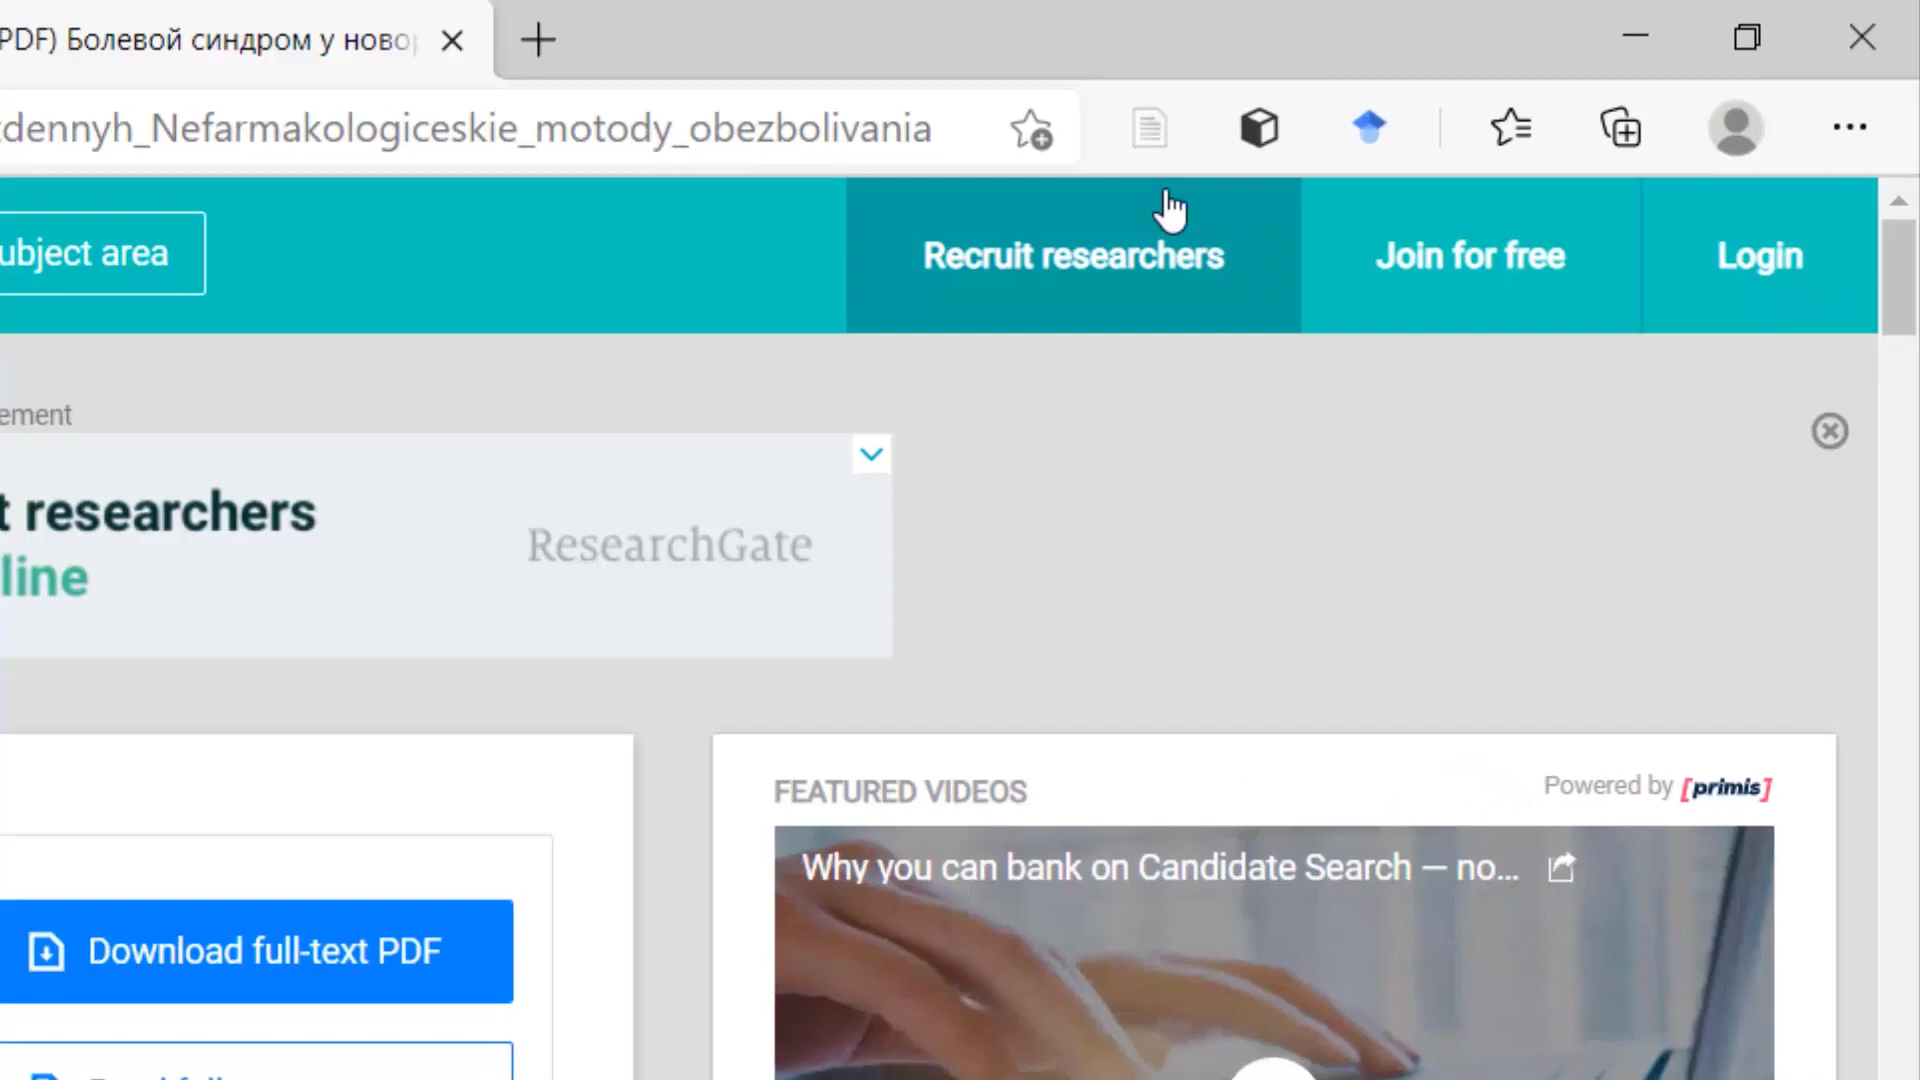 PDF) Болевой синдром у ново
dennyh_Nefarmakologiceskie_motody_obezbolivania
ubject area
Recruit researchers
Join for free
Login
ement
t researchers
line
ResearchGate
FEATURED VIDEOS
Powered by [primis]
Why you can bank on Candidate Search — no...
Download full-text PDF